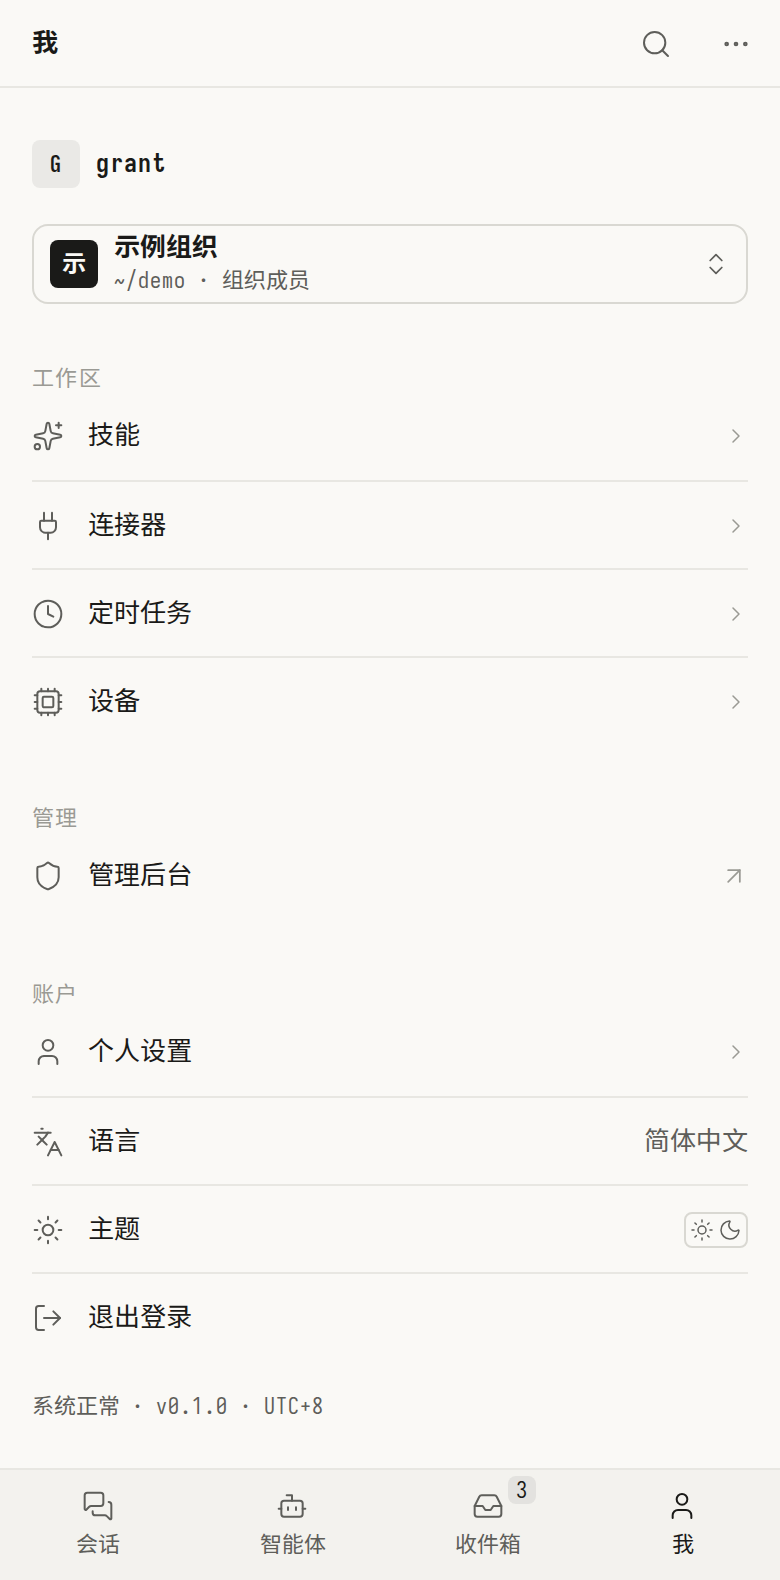 我
G grant
示 示例组织
~/demo · 组织成员
工作区
技能
连接器
定时任务
设备
管理
管理后台
账户
个人设置
语言 简体中文
主题
退出登录
系统正常 · v0.1.0 · UTC+8
3
会话 智能体 收件箱 我